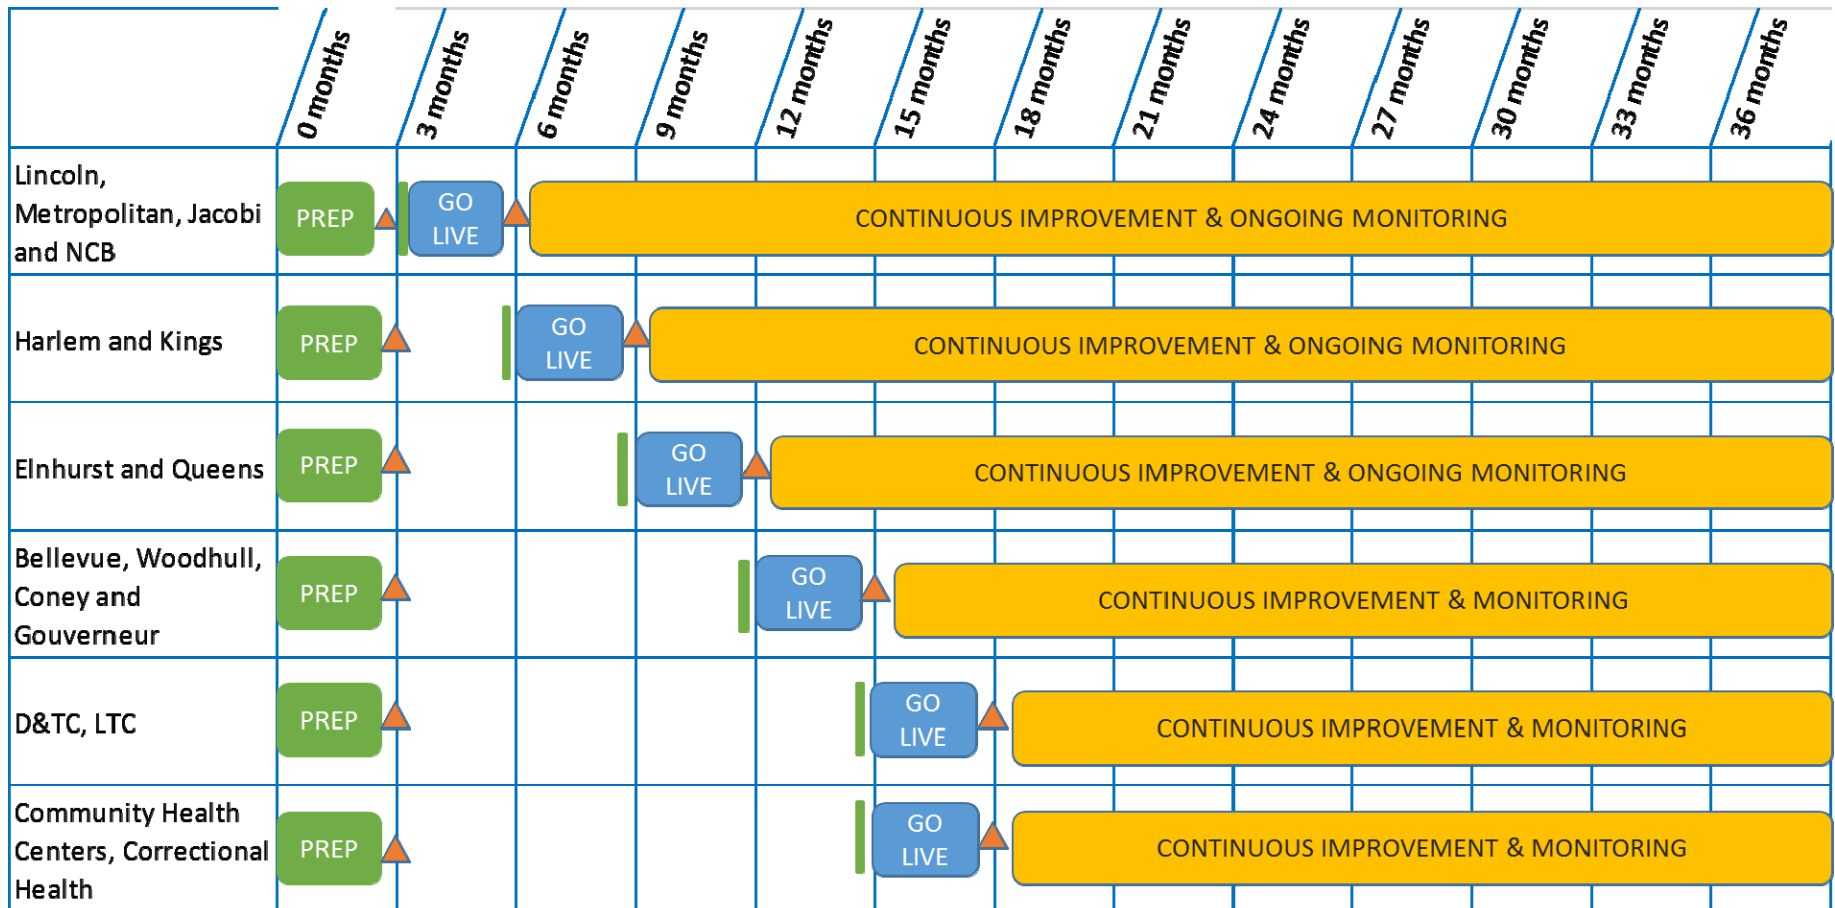 0 months
3 months
6 months
9 months
12 months
15 months
18 months
21 months
24 months
27 months
30 months
33 months
36 months
Lincoln,
Metropolitan, Jacobi
and NCB
PREP
GO
LIVE
CONTINUOUS IMPROVEMENT & ONGOING MONITORING
Harlem and Kings
PREP
GO
LIVE
CONTINUOUS IMPROVEMENT & ONGOING MONITORING
Elnhurst and Queens
PREP
GO
LIVE
CONTINUOUS IMPROVEMENT & ONGOING MONITORING
Bellevue, Woodhull,
Coney and
Gouverneur
PREP
GO
LIVE
CONTINUOUS IMPROVEMENT & MONITORING
D&TC, LTC
PREP
GO
LIVE
CONTINUOUS IMPROVEMENT & MONITORING
Community Health
Centers, Correctional
Health
PREP
GO
LIVE
CONTINUOUS IMPROVEMENT & MONITORING